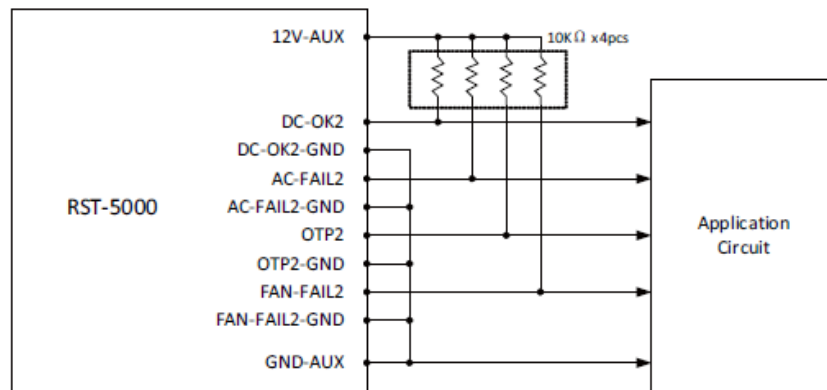 12V-AUX
10KΩ x4pcs
DC-OK2
DC-OK2-GND
AC-FAIL2
RST-5000
AC-FAIL2-GND
OTP2
OTP2-GND
FAN-FAIL2
FAN-FAIL2-GND
GND-AUX
Application
Circuit